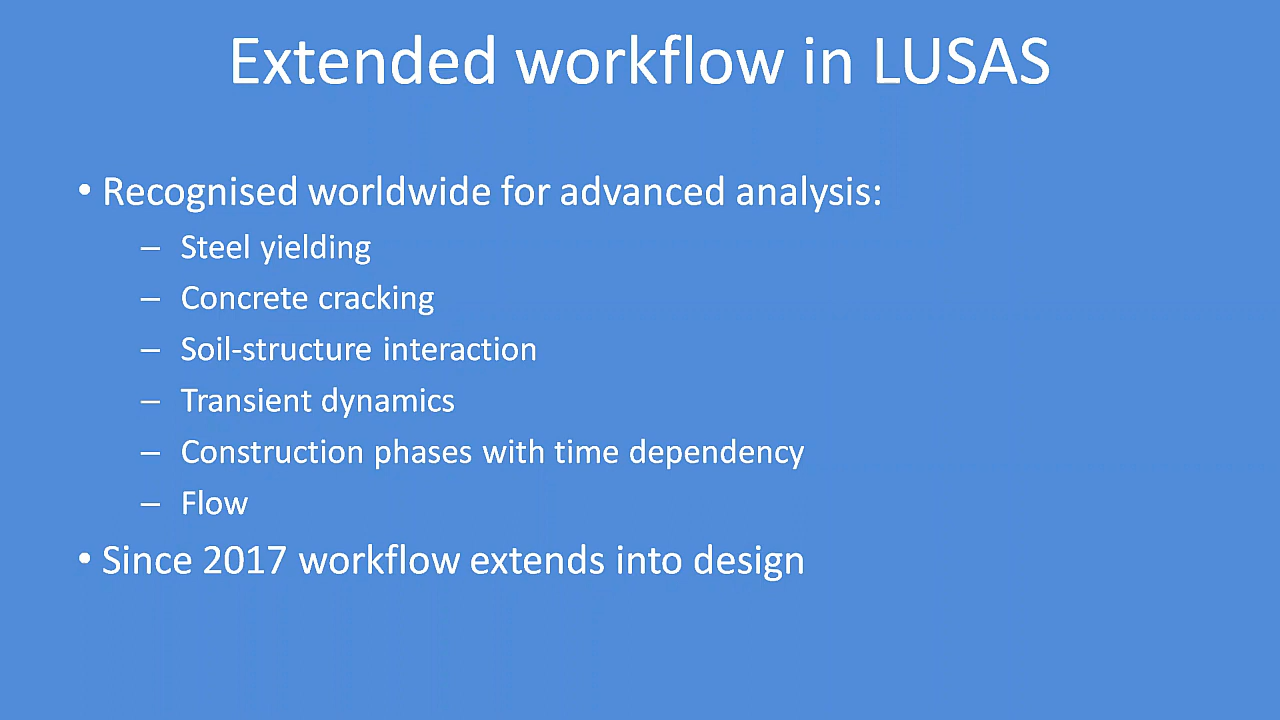 Extended workflow in LUSAS
• Recognised worldwide for advanced analysis:
– Steel yielding
– Concrete cracking
– Soil-structure interaction
– Transient dynamics
– Construction phases with time dependency
– Flow
• Since 2017 workflow extends into design